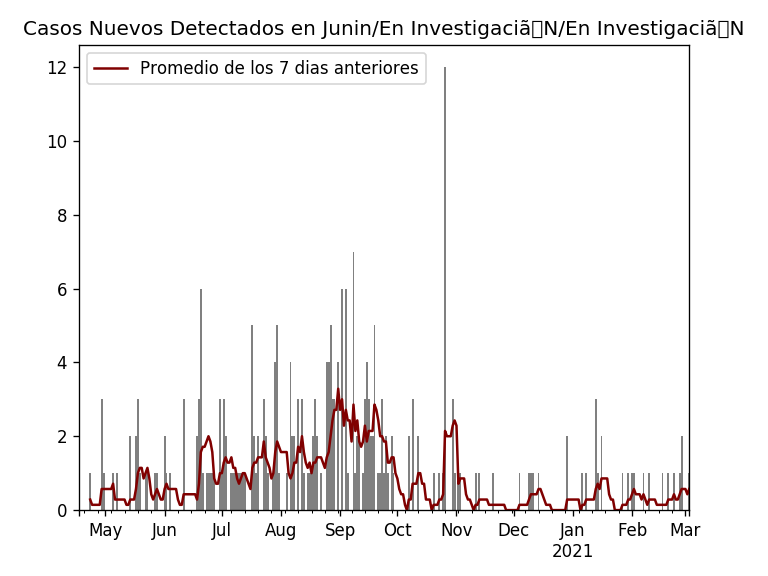 Casos Nuevos Detectados en Junin/En Investigaciã▯N/En Investigaciã▯N
Promedio de los 7 dias anteriores
12
10
8
6
4
2
0
May Jun Jul Aug Sep Oct Nov Dec Jan Feb Mar
2021